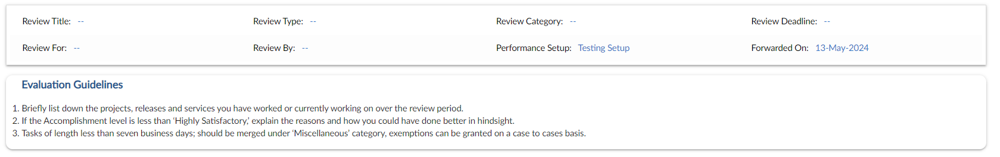 Review Title: -- Review Type: -- Review Category: -- Review Deadline: --
Review For: -- Review By: -- Performance Setup: Testing Setup Forwarded On: 13-May-2024
Evaluation Guidelines
1. Briefly list down the projects, releases and services you have worked or currently working on over the review period.
2. If the Accomplishment level is less than ‘Highly Satisfactory,’ explain the reasons and how you could have done better in hindsight.
3. Tasks of length less than seven business days; should be merged under ‘Miscellaneous’ category, exemptions can be granted on a case to cases basis.